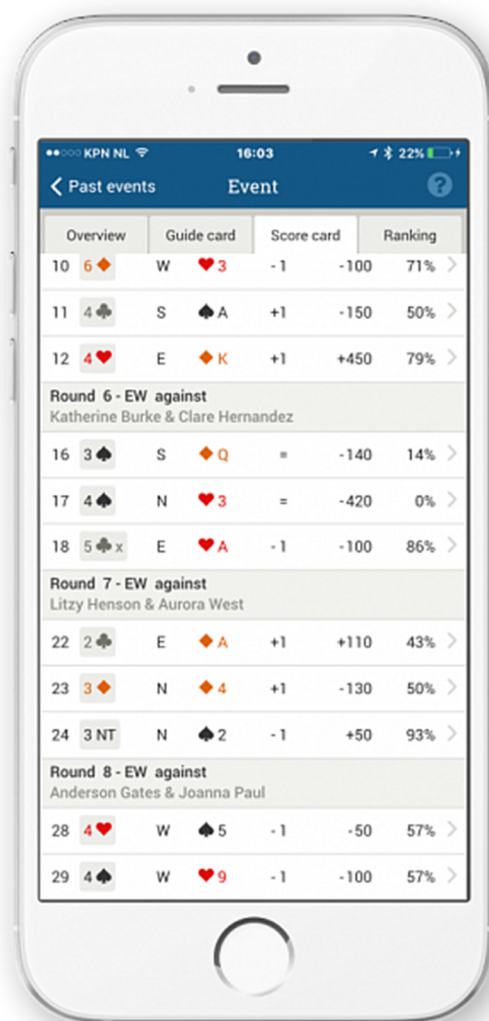 KPN NL 16:03 22%
Past events Event ?
Overview Guide card Score card Ranking
10 6♦ W ♥3 -1 -100 71%
11 4♣ S ♠A +1 -150 50%
12 4♥ E ♦K +1 +450 79%
Round 6 - EW against
Katherine Burke & Clare Hernandez
16 3♠ S ♦Q = -140 14%
17 4♠ N ♥3 = -420 0%
18 5♣x E ♥A -1 -100 86%
Round 7 - EW against
Litzy Henson & Aurora West
22 2♣ E ♦A +1 +110 43%
23 3♦ N ♦4 +1 -130 50%
24 3 NT N ♠2 -1 +50 93%
Round 8 - EW against
Anderson Gates & Joanna Paul
28 4♥ W ♠5 -1 -50 57%
29 4♠ W ♥9 -1 -100 57%